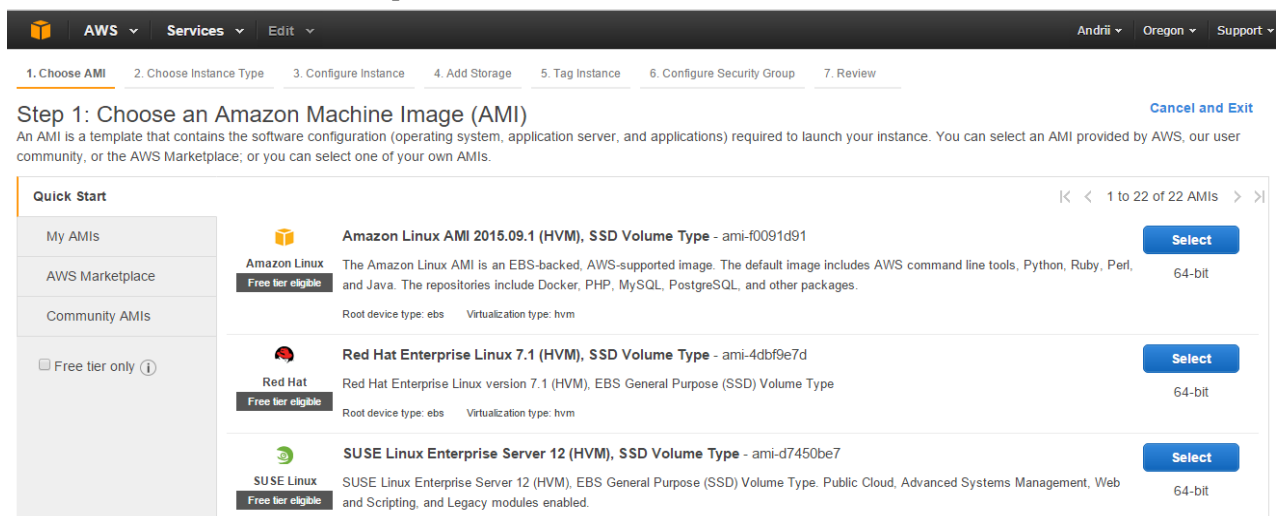 AWS Services Edit Andrii Oregon Support
1. Choose AMI 2. Choose Instance Type 3. Configure Instance 4. Add Storage 5. Tag Instance 6. Configure Security Group 7. Review
Step 1: Choose an Amazon Machine Image (AMI) Cancel and Exit
An AMI is a template that contains the software configuration (operating system, application server, and applications) required to launch your instance. You can select an AMI provided by AWS, our user
community, or the AWS Marketplace; or you can select one of your own AMIs.
Quick Start 1 to 22 of 22 AMIs
My AMIs
AWS Marketplace
Community AMIs
Free tier only
Amazon Linux
Free tier eligible
Amazon Linux AMI 2015.09.1 (HVM), SSD Volume Type - ami-f0091d91
The Amazon Linux AMI is an EBS-backed, AWS-supported image. The default image includes AWS command line tools, Python, Ruby, Perl,
and Java. The repositories include Docker, PHP, MySQL, PostgreSQL, and other packages.
Root device type: ebs Virtualization type: hvm
Select
64-bit
Red Hat
Free tier eligible
Red Hat Enterprise Linux 7.1 (HVM), SSD Volume Type - ami-4dbf9e7d
Red Hat Enterprise Linux version 7.1 (HVM), EBS General Purpose (SSD) Volume Type
Root device type: ebs Virtualization type: hvm
Select
64-bit
SUSE Linux
Free tier eligible
SUSE Linux Enterprise Server 12 (HVM), SSD Volume Type - ami-d7450be7
SUSE Linux Enterprise Server 12 (HVM), EBS General Purpose (SSD) Volume Type. Public Cloud, Advanced Systems Management, Web
and Scripting, and Legacy modules enabled.
Select
64-bit